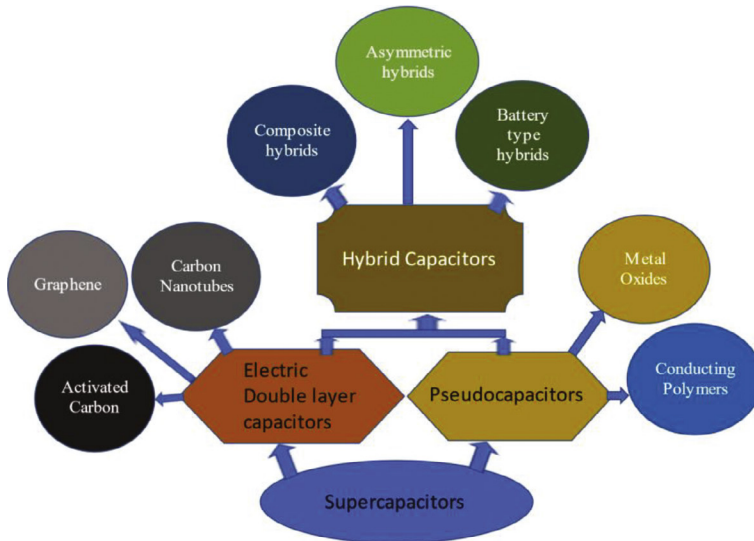 Asymmetric
hybrids
Composite
hybrids
Battery
type
hybrids
Hybrid Capacitors
Graphene
Carbon
Nanotubes
Metal
Oxides
Activated
Carbon
Electric
Double layer
capacitors
Pseudocapacitors
Conducting
Polymers
Supercapacitors